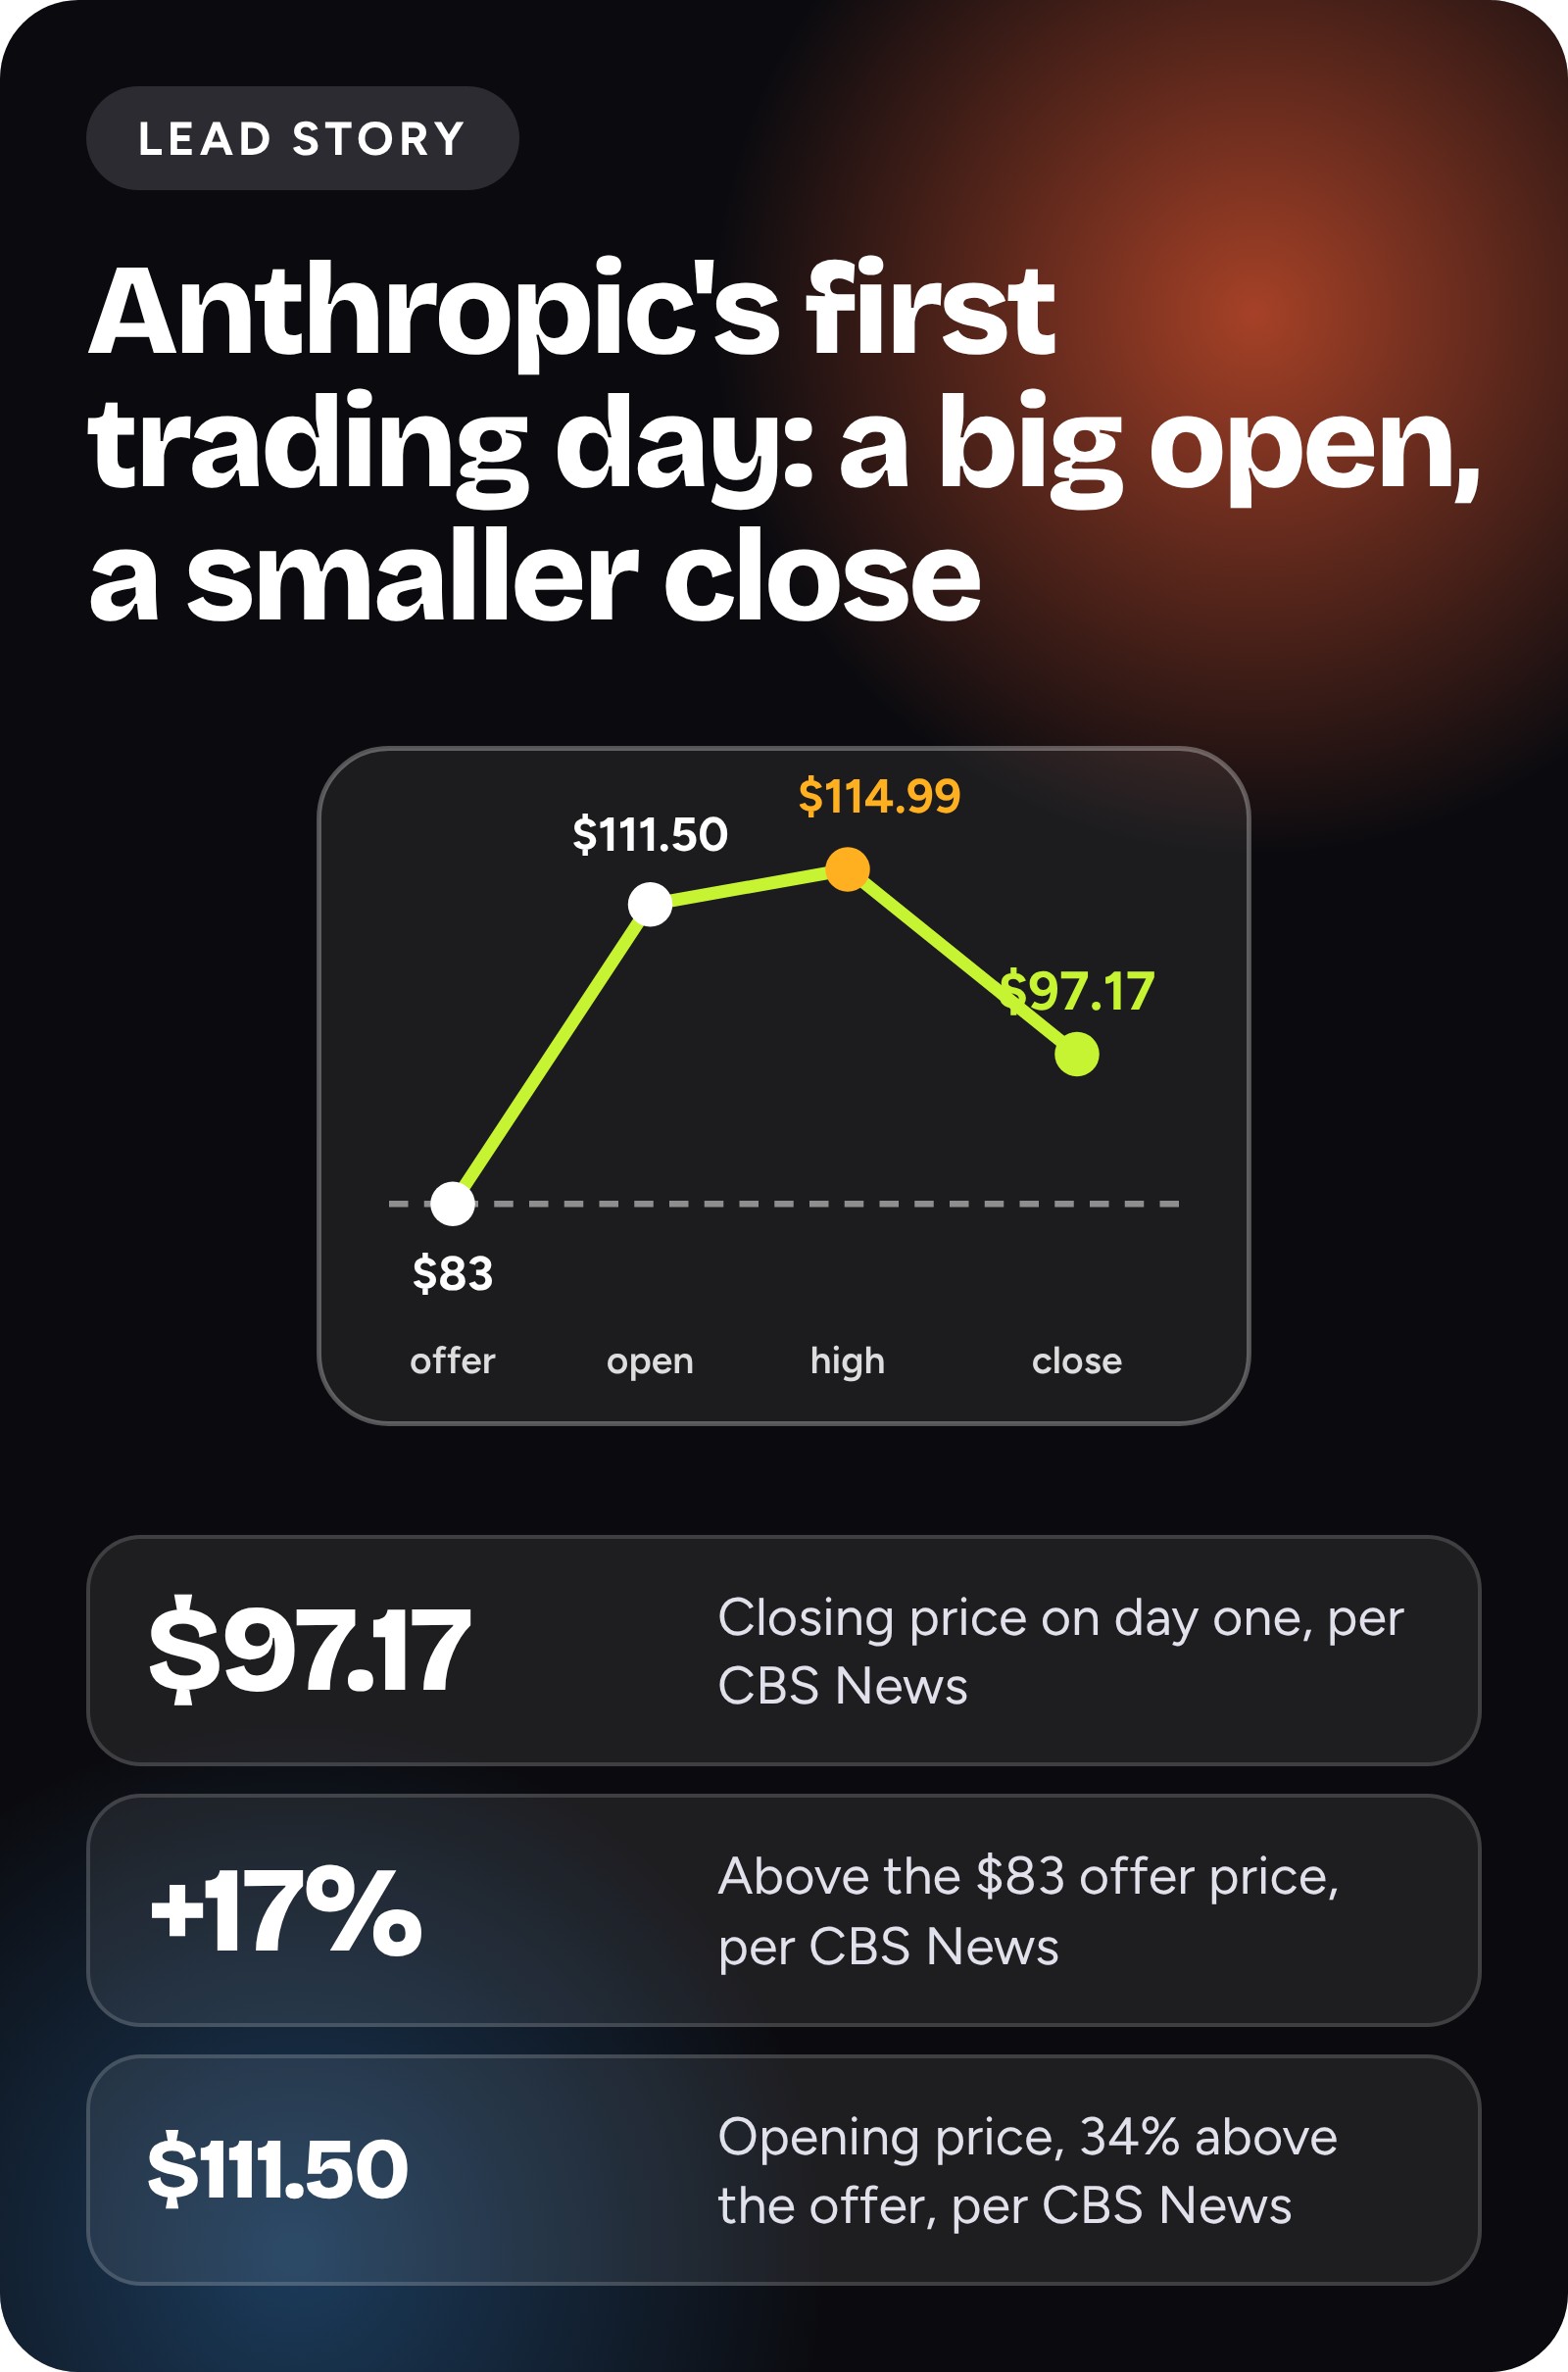 LEAD STORY
Anthropic's first
trading day: a big open,
a smaller close
$114.99
$111.50
$97.17
$83
offer open high close
$97.17
Closing price on day one, per
CBS News
+17%
Above the $83 offer price,
per CBS News
$111.50
Opening price, 34% above
the offer, per CBS News